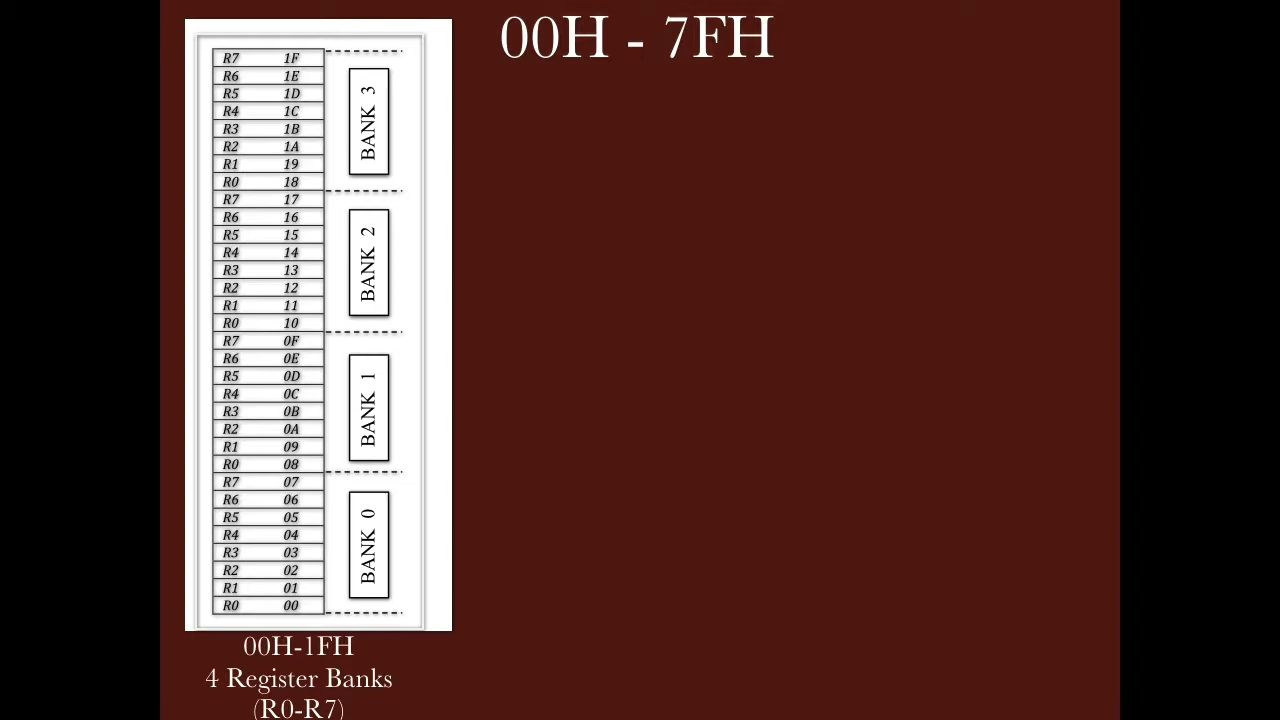 00H - 7FH
R7 1F
R6 1E
R5 1D
R4 1C
R3 1B
R2 1A
R1 19
R0 18
BANK 3
R7 17
R6 16
R5 15
R4 14
R3 13
R2 12
R1 11
R0 10
BANK 2
R7 0F
R6 0E
R5 0D
R4 0C
R3 0B
R2 0A
R1 09
R0 08
BANK 1
R7 07
R6 06
R5 05
R4 04
R3 03
R2 02
R1 01
R0 00
BANK 0
00H-1FH
4 Register Banks
(R0-R7)